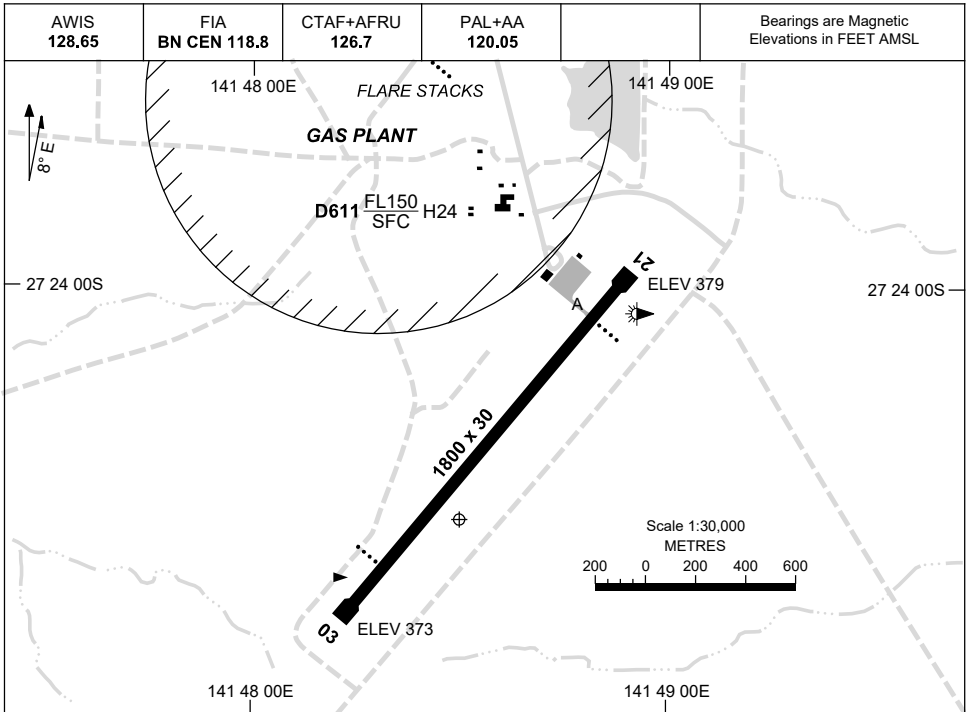 AWIS
128.65
FIA
BN CEN 118.8
CTAF+AFRU
126.7
PAL+AA
120.05
Bearings are Magnetic
Elevations in FEET AMSL
141 48 00E
FLARE STACKS
141 49 00E
8° E
GAS PLANT
D611 FL150 H24
SFC
21
27 24 00S
ELEV 379
27 24 00S
A
1800 x 30
Scale 1:30,000
METRES
200 0 200 400 600
03
ELEV 373
141 48 00E
141 49 00E